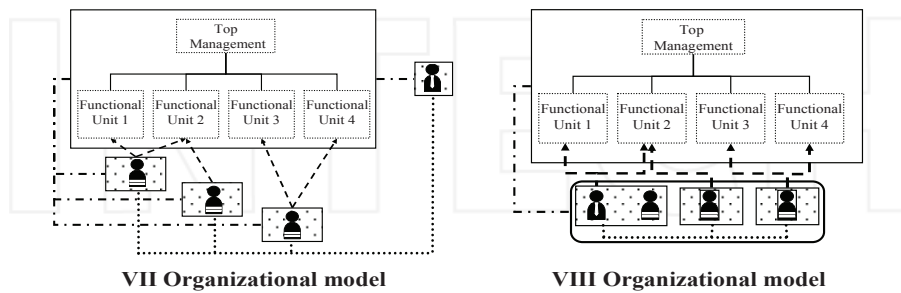 Top
Management
Functional
Unit 1
Functional
Unit 2
Functional
Unit 3
Functional
Unit 4
VII Organizational model
Top
Management
Functional
Unit 1
Functional
Unit 2
Functional
Unit 3
Functional
Unit 4
VIII Organizational model